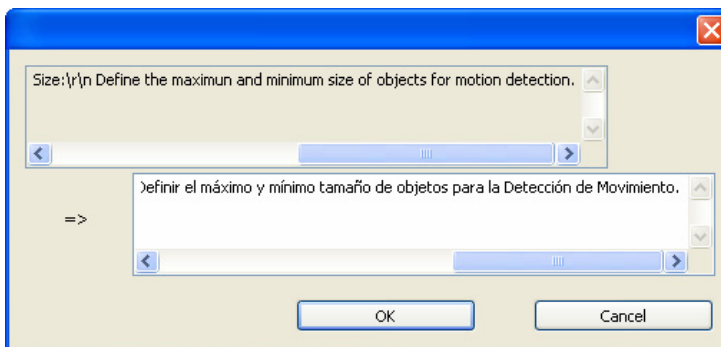 Size:\r\n Define the maximun and minimum size of objects for motion detection.
=>
el máximo y mínimo tamaño de objetos para la Detección de Movimiento.
OK
Cancel